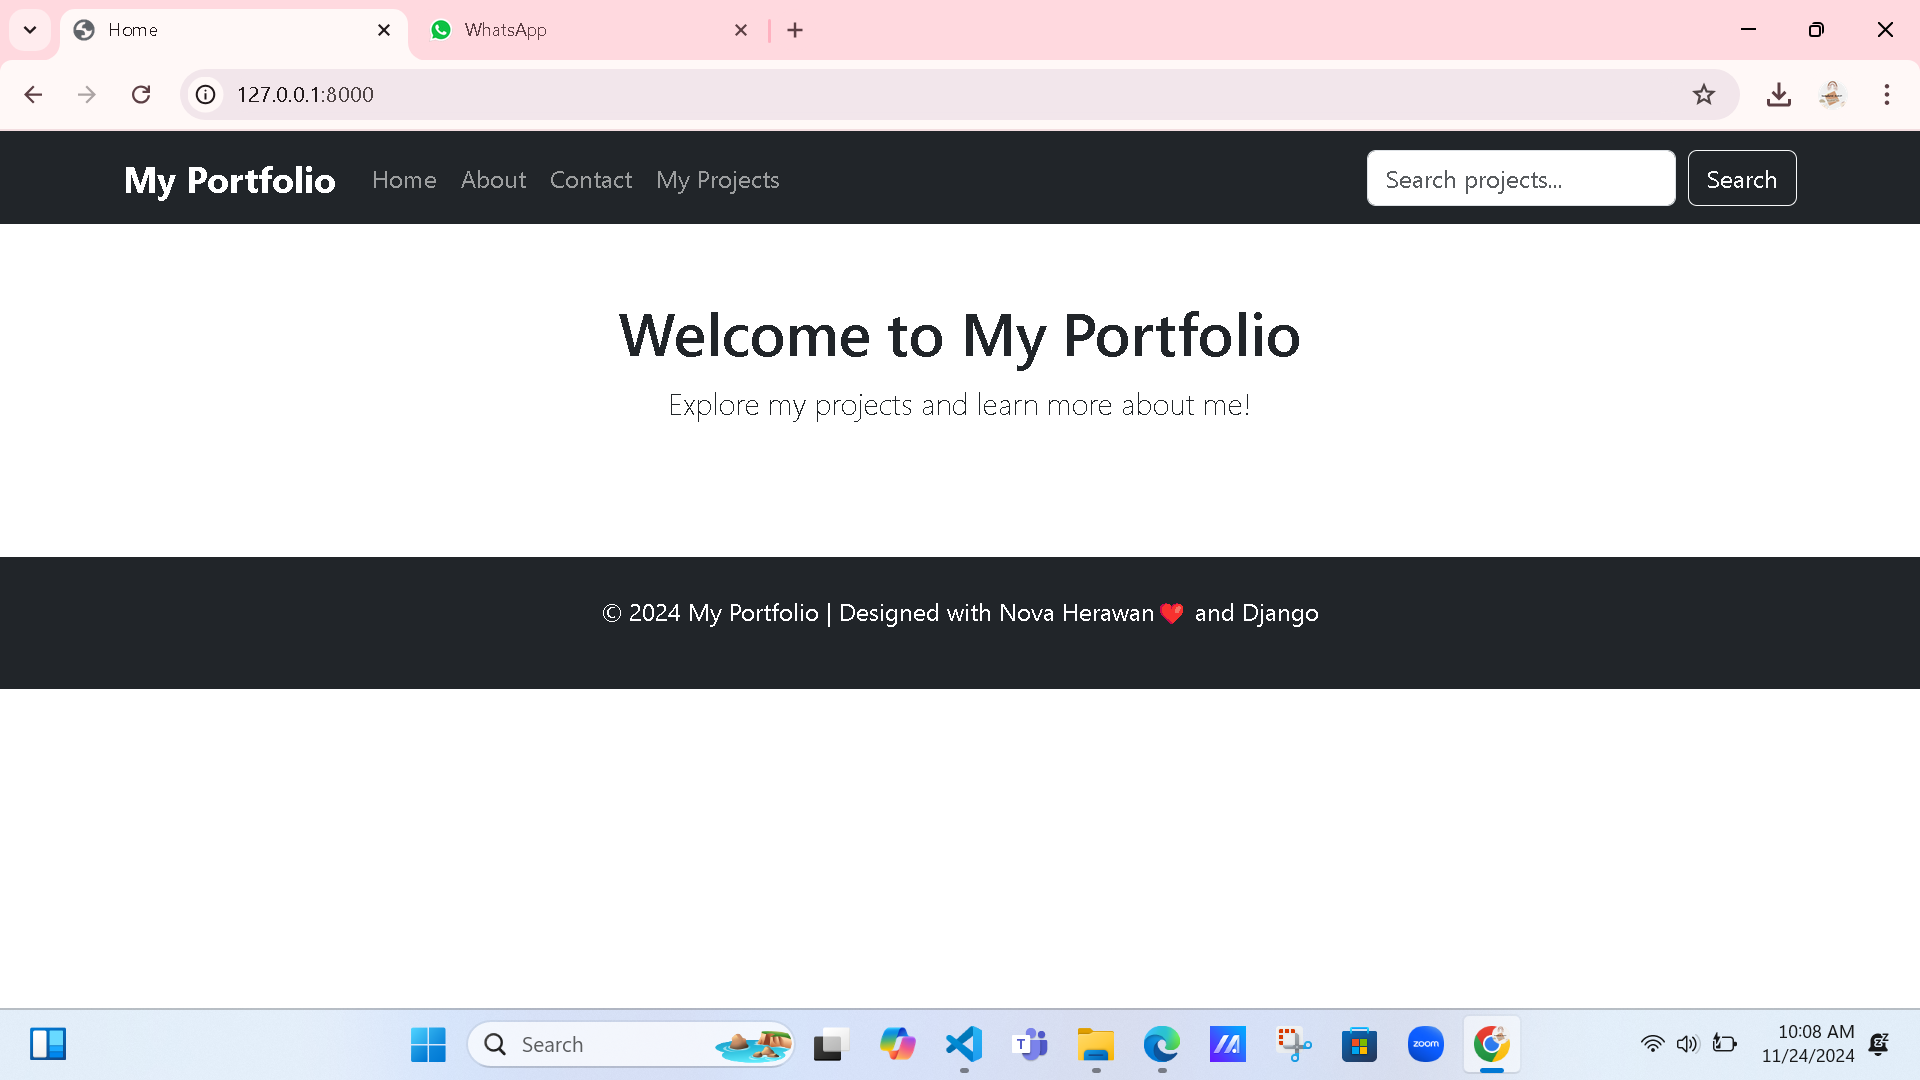 Home
WhatsApp
127.0.0.1:8000
My Portfolio Home About Contact My Projects Search projects... Search
Welcome to My Portfolio
Explore my projects and learn more about me!
© 2024 My Portfolio | Designed with Nova Herawan❤️ and Django
Search
T
zoom
10:08 AM
11/24/2024